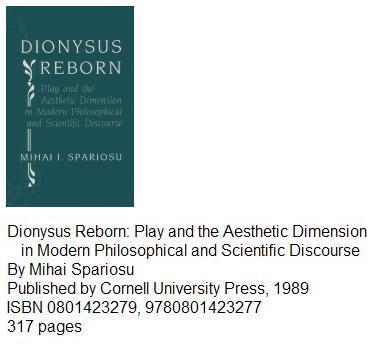 DIONYSUS
REBORN
Play and the
Aesthetic Dimension
in Modern Philosophical
and Scientific Discourse
MIHAI I. SPARIOSU
Dionysus Reborn: Play and the Aesthetic Dimension
in Modern Philosophical and Scientific Discourse
By Mihai Spariosu
Published by Cornell University Press, 1989
ISBN 0801423279, 9780801423277
317 pages